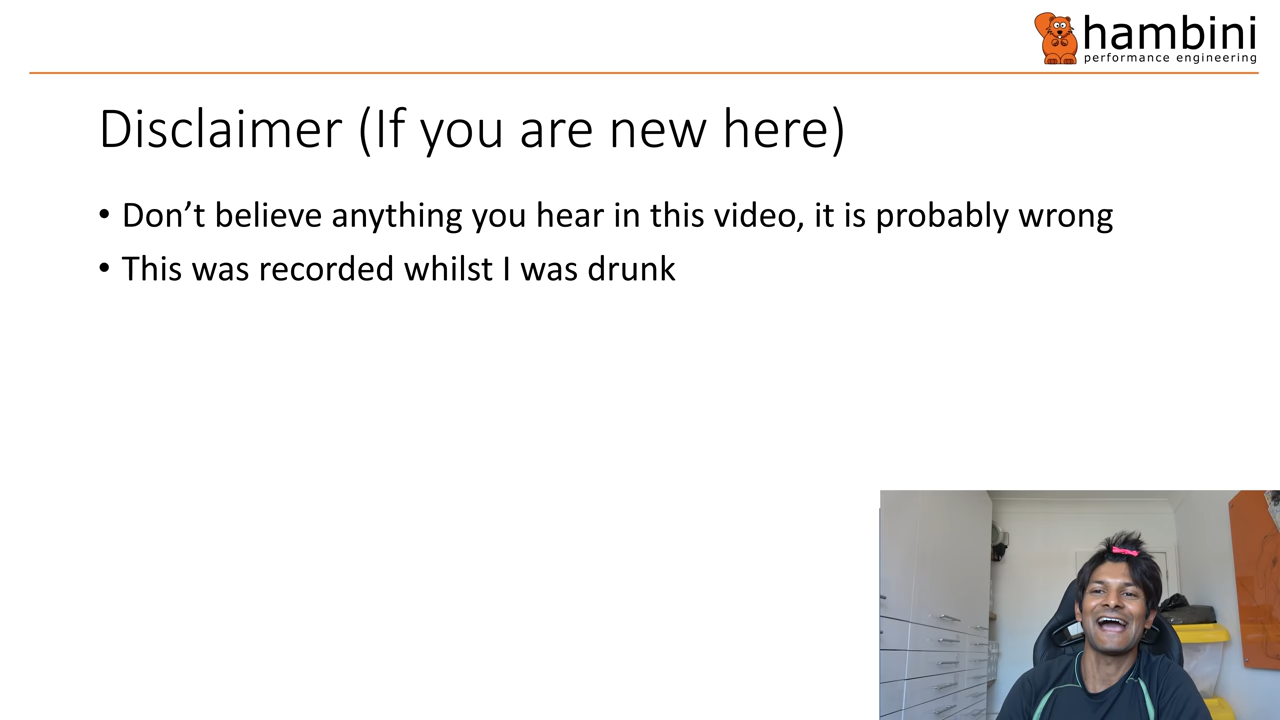 hambini
performance engineering
Disclaimer (If you are new here)
• Don’t believe anything you hear in this video, it is probably wrong
• This was recorded whilst I was drunk